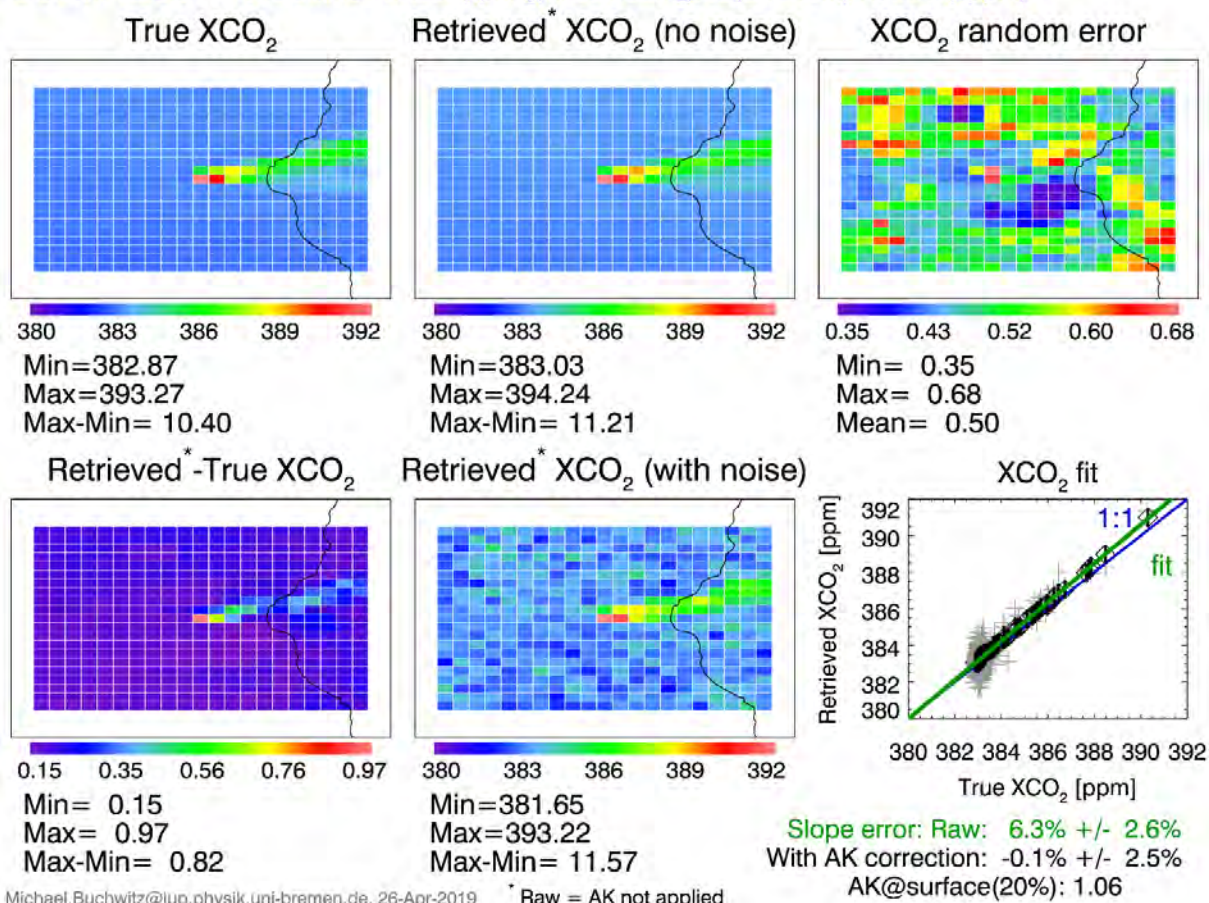 True XCO₂
Retrieved* XCO₂ (no noise)
XCO₂ random error
380 383 386 389 392
380 383 386 389 392
0.35 0.43 0.52 0.60 0.68
Min=382.87
Max=393.27
Max-Min= 10.40
Min=383.03
Max=394.24
Max-Min= 11.21
Min= 0.35
Max= 0.68
Mean= 0.50
Retrieved*-True XCO₂
Retrieved* XCO₂ (with noise)
XCO₂ fit
0.15 0.35 0.56 0.76 0.97
380 383 386 389 392
Min= 0.15
Max= 0.97
Max-Min= 0.82
Min=381.65
Max=393.22
Max-Min= 11.57
Retrieved XCO₂ [ppm]
392
390
388
386
384
382
380
1:1
fit
380 382 384 386 388 390 392
True XCO₂ [ppm]
Slope error: Raw: 6.3% +/- 2.6%
With AK correction: -0.1% +/- 2.5%
AK@surface(20%): 1.06
Michael.Buchwitz@iup.physik.uni-bremen.de, 26-Apr-2019
* Raw = AK not applied